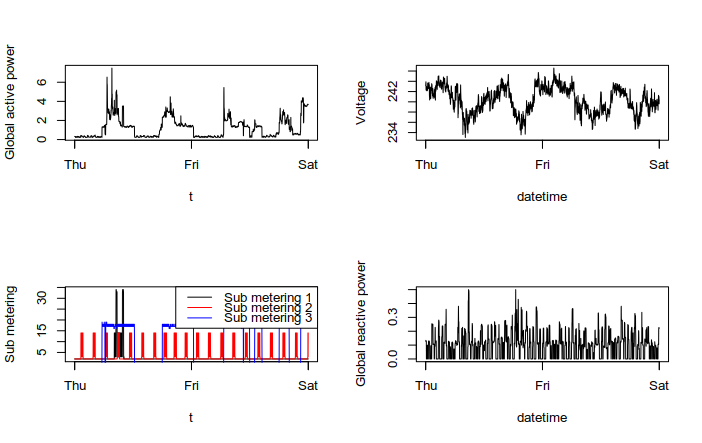 Global active power
0 2 4 6
Thu Fri Sat
t
Voltage
234 242
Thu Fri Sat
datetime
Sub metering
5 15 30
Sub metering 1
Sub metering 2
Sub metering 3
Thu Fri Sat
t
Global reactive power
0.0 0.3
Thu Fri Sat
datetime